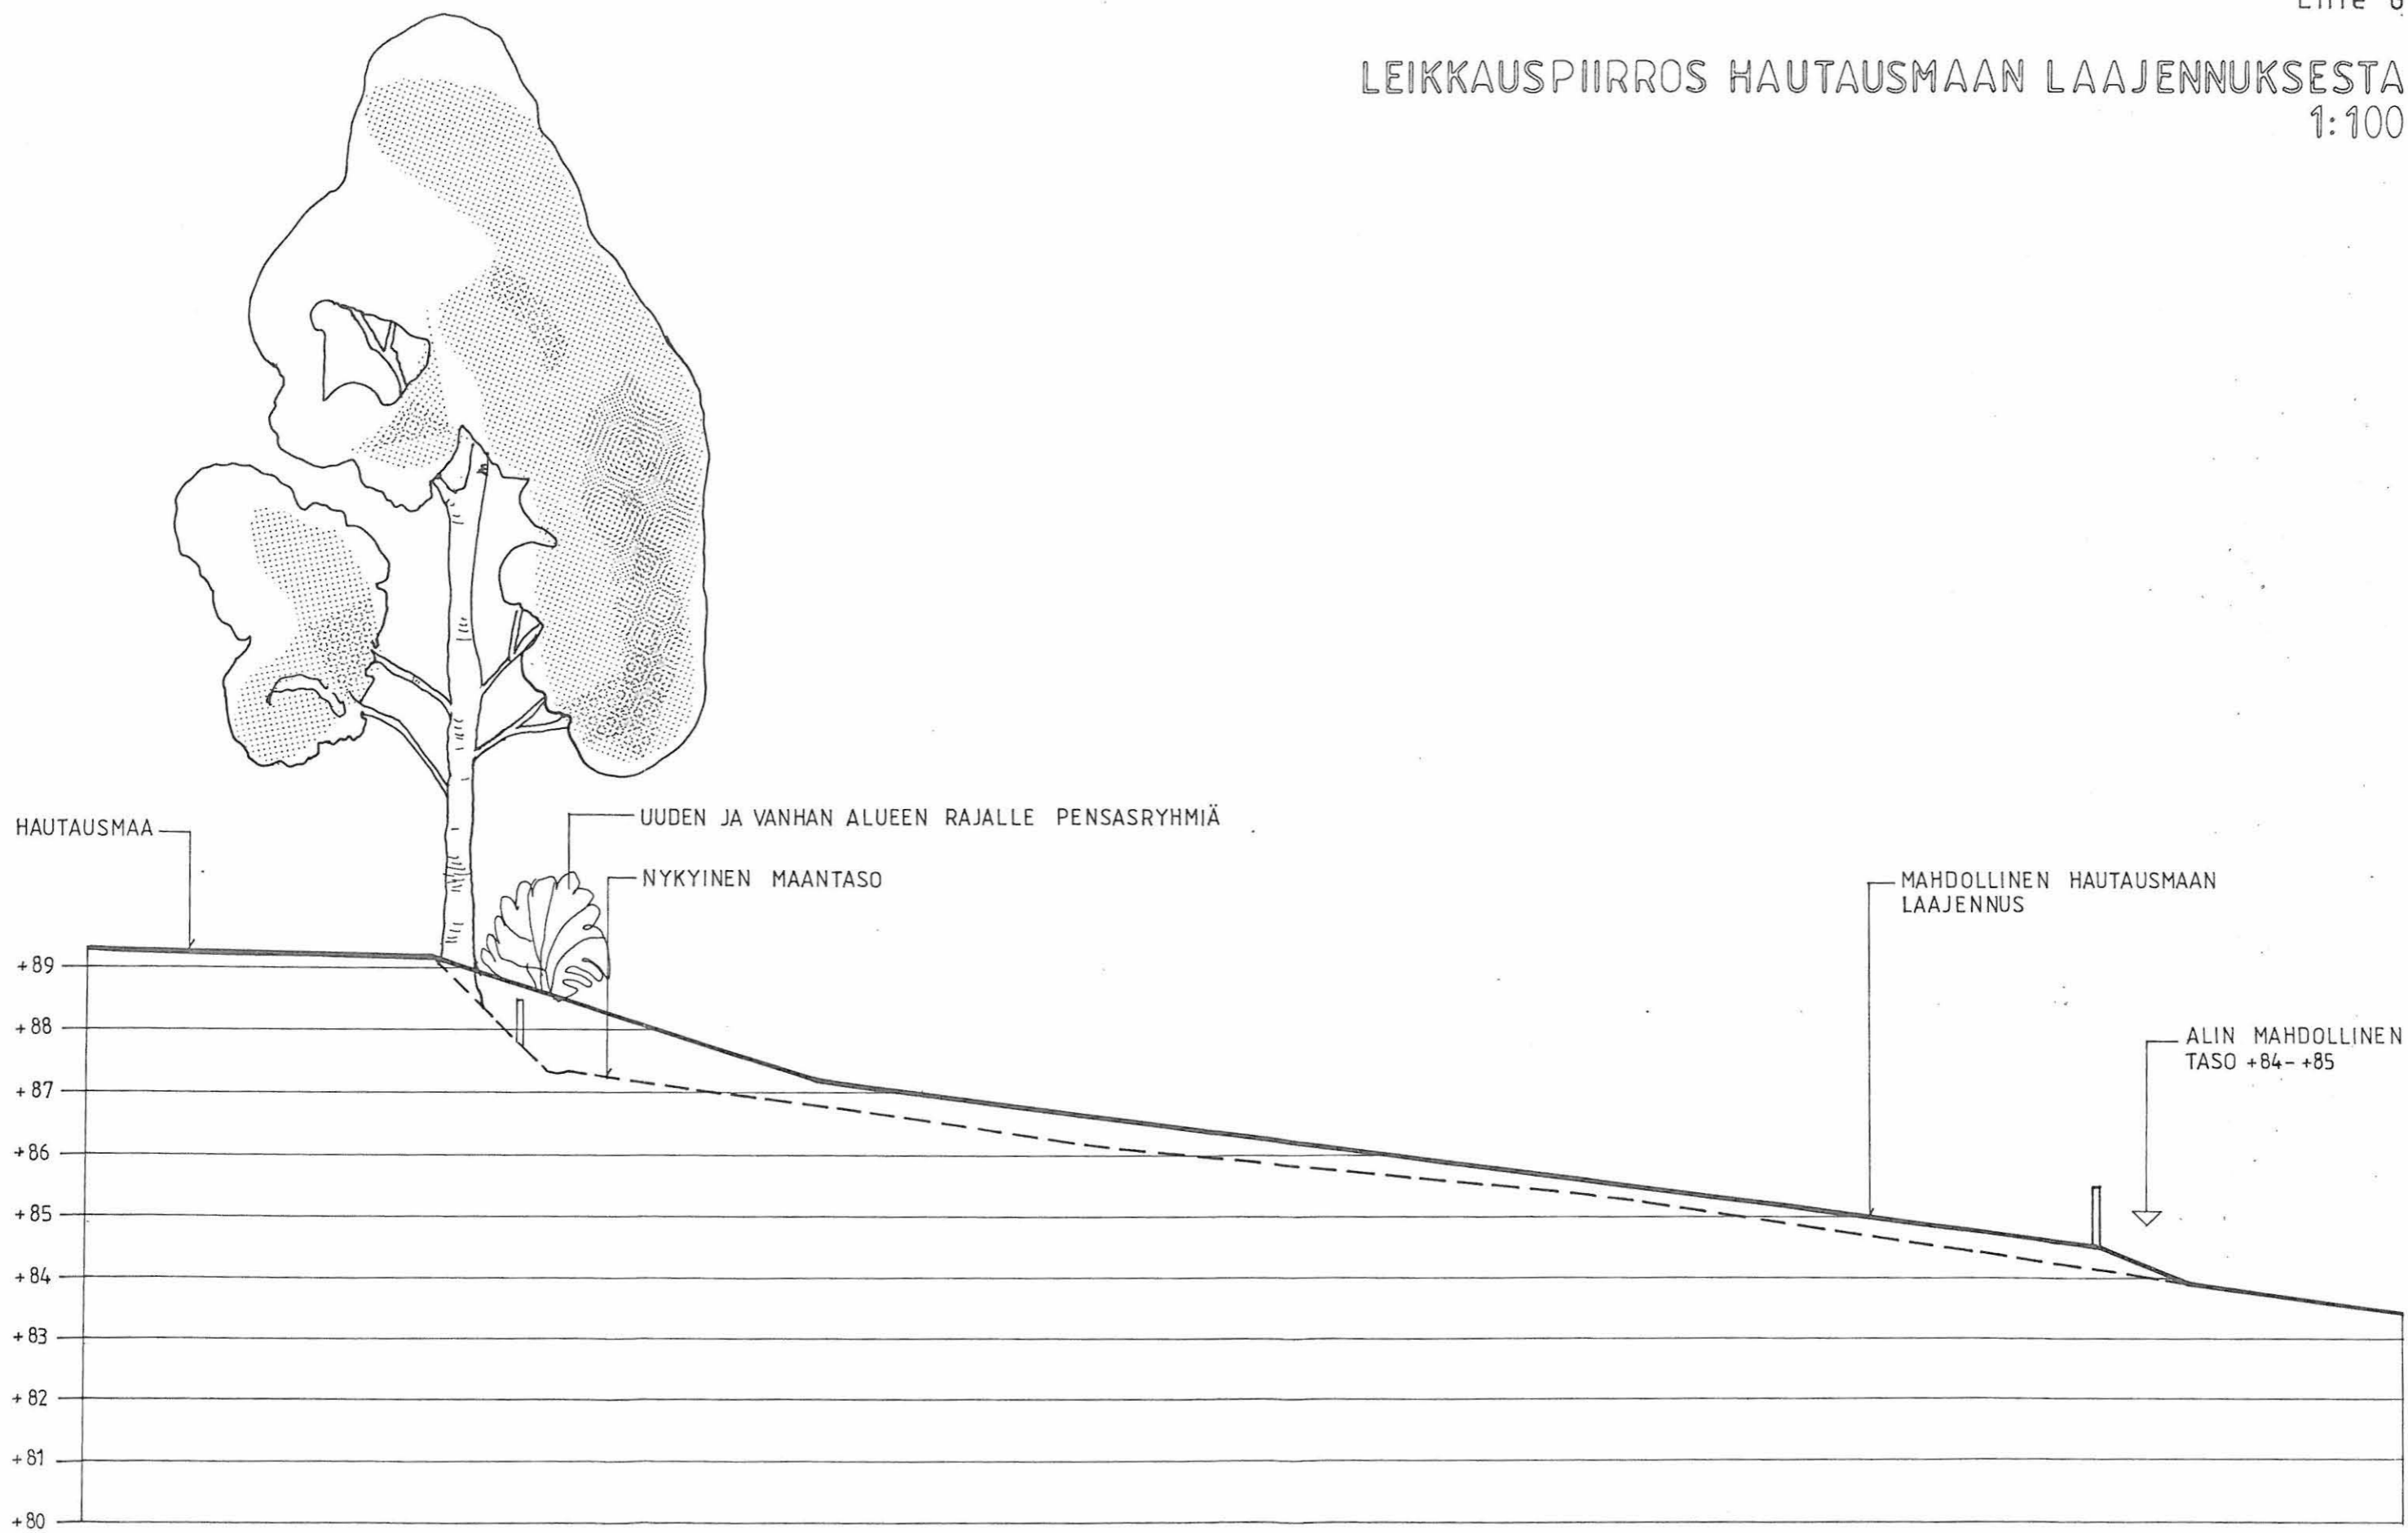 LEIKKAUSPIIRROS HAUTAUSMAAN LAAJENNUKSESTA
1:100
HAUTAUSMAA
UUDEN JA VANHAN ALUEEN RAJALLE PENSASRYHMIÄ
NYKYINEN MAANTASO
MAHDOLLINEN HAUTAUSMAAN
LAAJENNUS
ALIN MAHDOLLINEN
TASO +84- +85
+89
+88
+87
+86
+85
+84
+83
+82
+81
+80